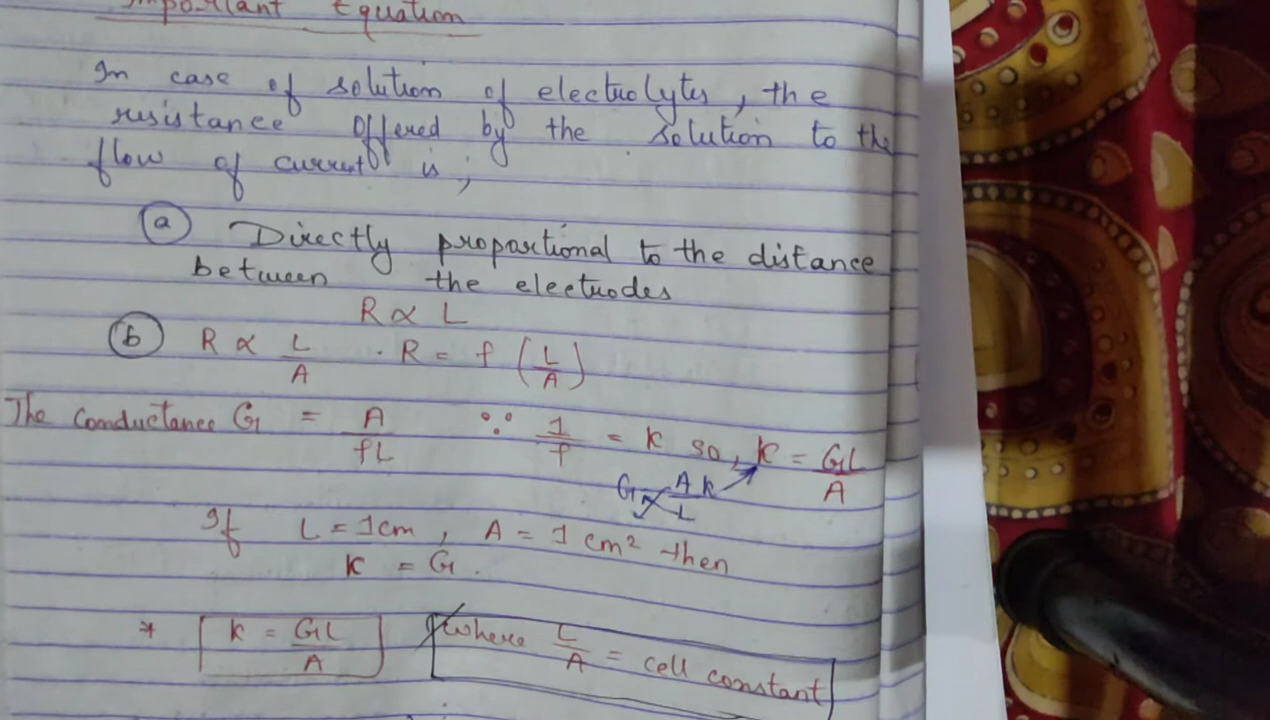 Important Equation
In case of solution of electrolytes, the
resistance offered by the solution to the
flow of current is;
(a) Directly proportional to the distance
between the electrodes
R ∝ L
(b) R ∝ L/A . R = f (L/A)
The Conductance G = A/fL ∵ 1/f = K so, K = GL/A
G = A K/L
If L = 1cm, A = 1 cm² then
K = G.
* K = GL/A where L/A = cell constant